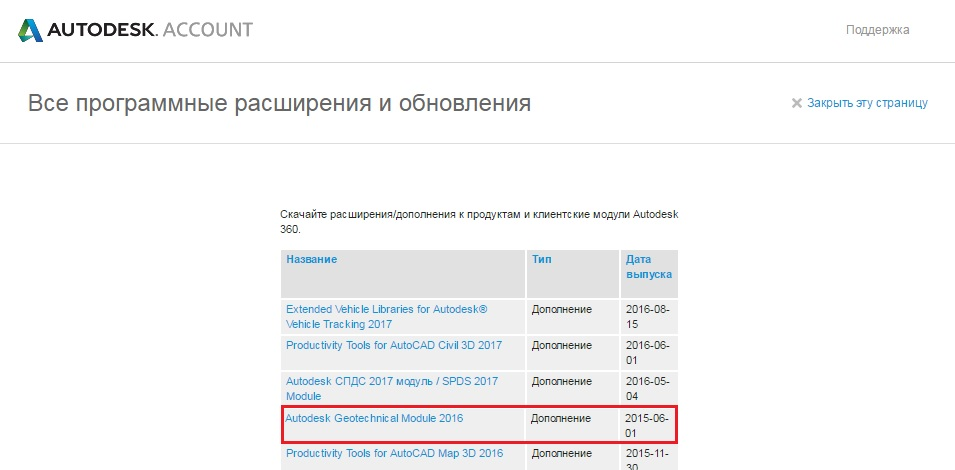 AUTODESK. ACCOUNT
Поддержка
Все программные расширения и обновления
Закрыть эту страницу
Скачайте расширения/дополнения к продуктам и клиентские модули Autodesk
360.
Название Тип Дата
выпуска
Extended Vehicle Libraries for Autodesk® Дополнение 2016-08-
Vehicle Tracking 2017 15
Productivity Tools for AutoCAD Civil 3D 2017 Дополнение 2016-06-
01
Autodesk СПДС 2017 модуль / SPDS 2017 Дополнение 2016-05-
Module 04
Autodesk Geotechnical Module 2016 Дополнение 2015-06-
01
Productivity Tools for AutoCAD Map 3D 2016 Дополнение 2015-11-
30